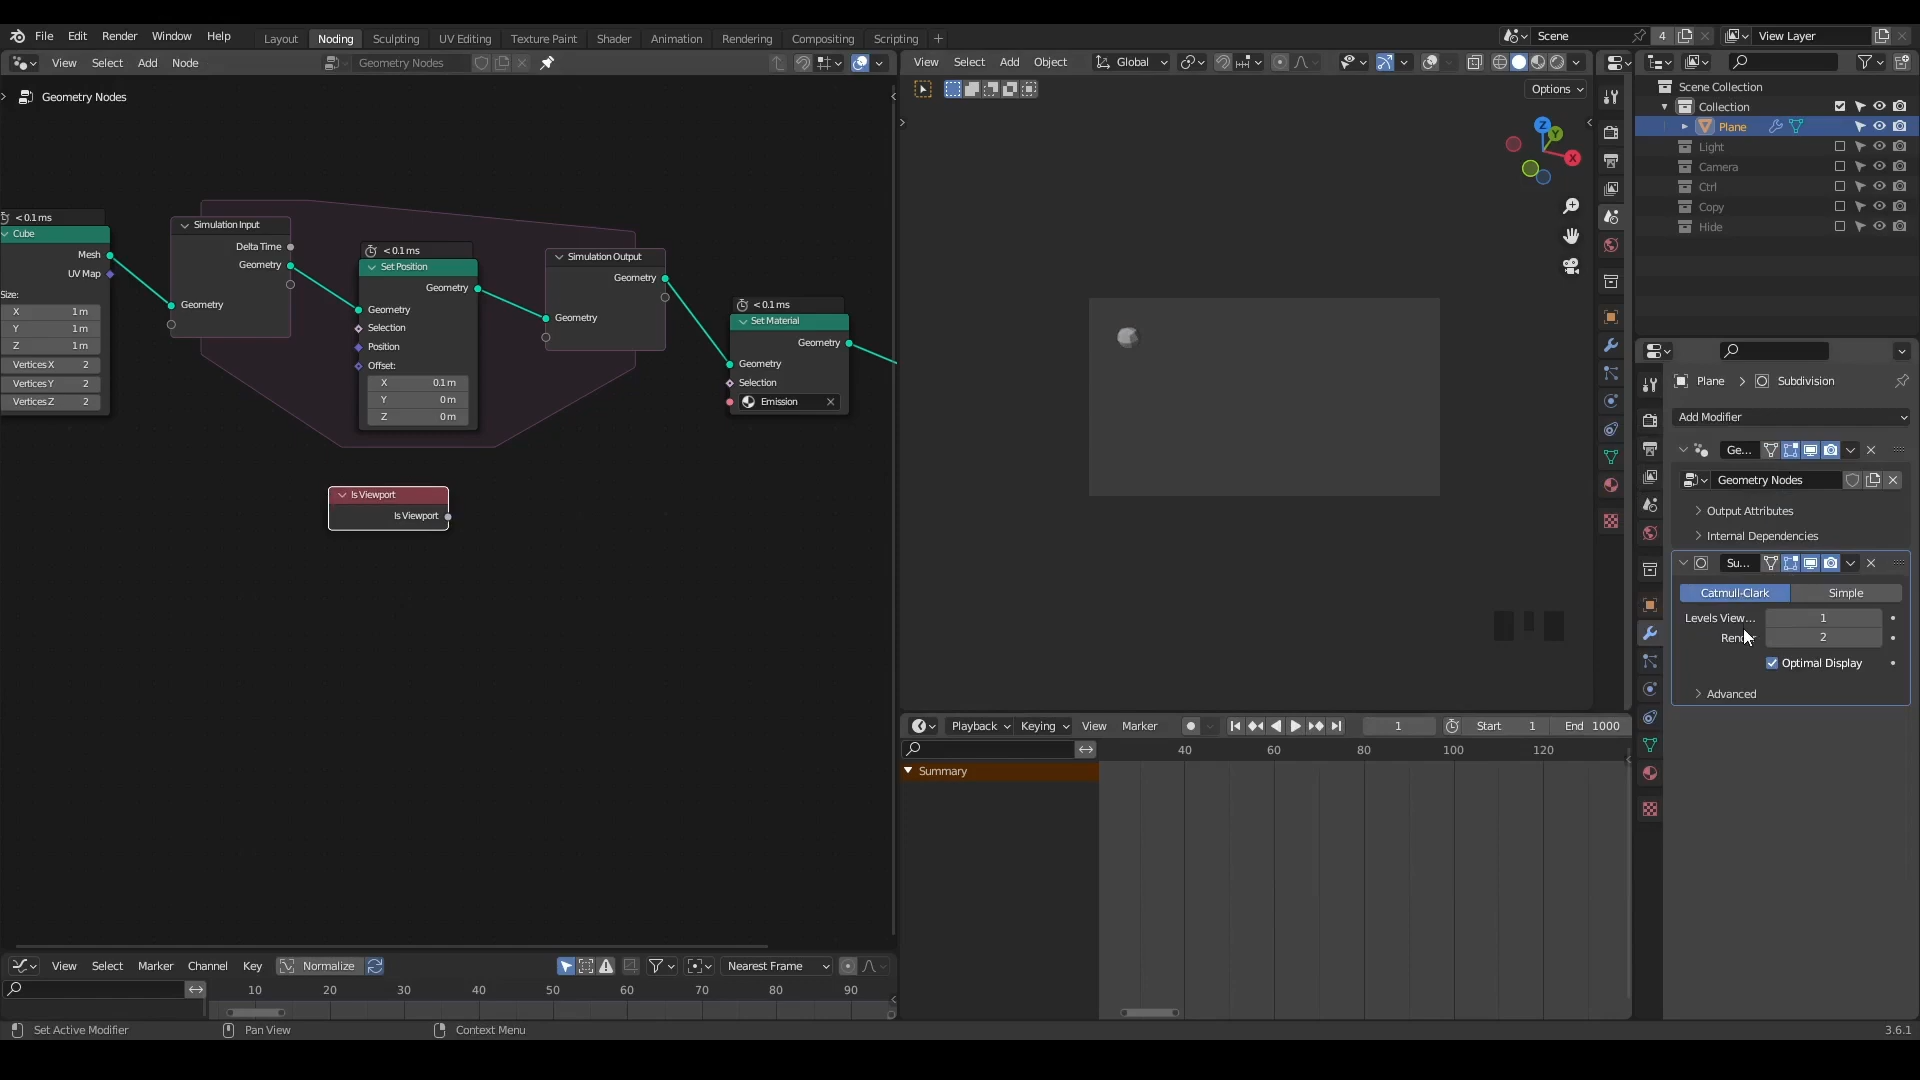 File Edit Render Window Help Layout Noding Sculpting UV Editing Texture Paint Shader Animation Rendering Compositing Scripting + Scene 4 View Layer
View Select Add Node Geometry Nodes
View Select Add Object Global
Options
Geometry Nodes
Scene Collection
Collection
Plane
Light
Camera
Ctrl
Copy
Hide
< 0.1 ms
Cube
Mesh
UV Map
Size:
X 1 m
Y 1 m
Z 1 m
Vertices X 2
Vertices Y 2
Vertices Z 2
Simulation Input
Delta Time
Geometry
Geometry
< 0.1 ms
Set Position
Geometry
Geometry
Selection
Position
Offset:
X 0.1 m
Y 0 m
Z 0 m
Simulation Output
Geometry
Geometry
< 0.1 ms
Set Material
Geometry
Geometry
Selection
Emission
Is Viewport
Is Viewport
Z
Y
X
Plane > Subdivision
Add Modifier
Ge...
Geometry Nodes
Output Attributes
Internal Dependencies
Su...
Catmull-Clark Simple
Levels View... 1
2
Optimal Display
Advanced
Playback Keying View Marker 1 Start 1 End 1000
40 60 80 100 120
Summary
View Select Marker Channel Key Normalize Nearest Frame
10 20 30 40 50 60 70 80 90
Set Active Modifier Pan View Context Menu 3.6.1